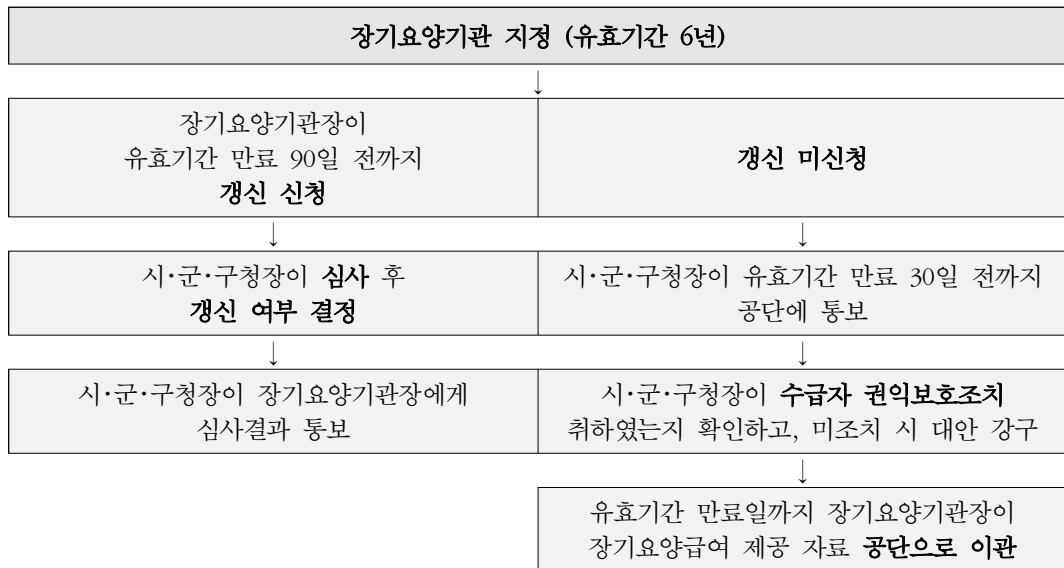 장기요양기관 지정 (유효기간 6년)
↓
장기요양기관장이
유효기간 만료 90일 전까지
갱신 신청
갱신 미신청
↓
↓
시·군·구청장이 심사 후
갱신 여부 결정
시·군·구청장이 유효기간 만료 30일 전까지
공단에 통보
↓
↓
시·군·구청장이 장기요양기관장에게
심사결과 통보
시·군·구청장이 수급자 권익보호조치
취하였는지 확인하고, 미조치 시 대안 강구
↓
유효기간 만료일까지 장기요양기관장이
장기요양급여 제공 자료 공단으로 이관